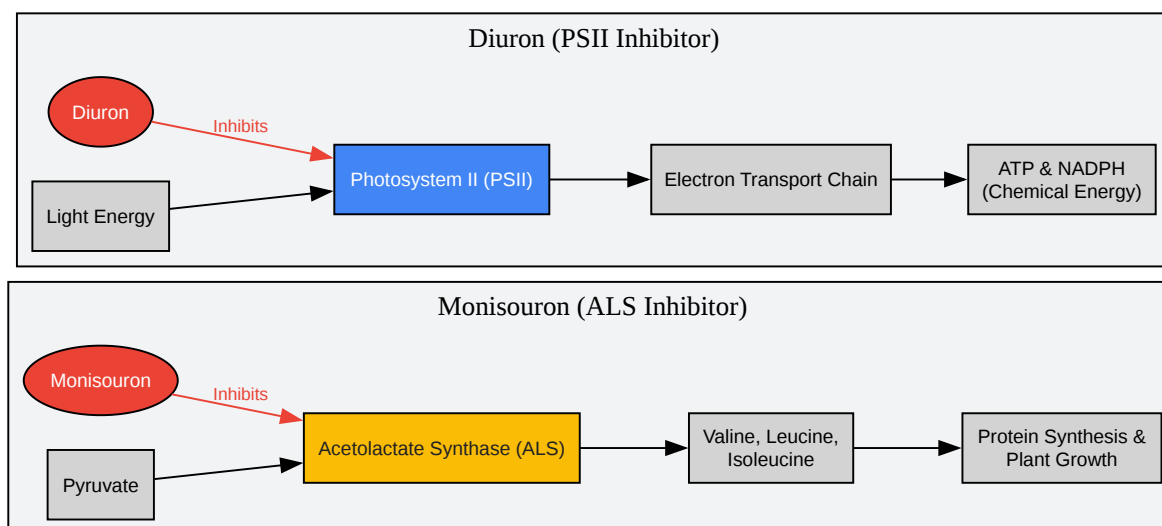 Diuron (PSII Inhibitor)
Diuron
Inhibits
Light Energy
Photosystem II (PSII)
Electron Transport Chain
ATP & NADPH
(Chemical Energy)
Monisouron (ALS Inhibitor)
Monisouron
Inhibits
Pyruvate
Acetolactate Synthase (ALS)
Valine, Leucine,
Isoleucine
Protein Synthesis &
Plant Growth